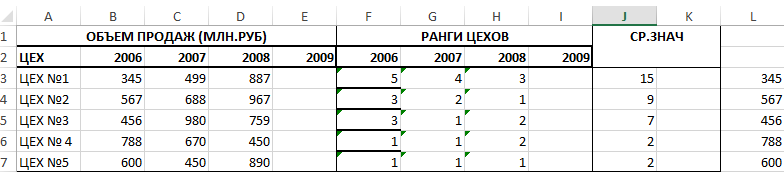 A B C D E F G H I J K L
1 ОБЪЕМ ПРОДАЖ (МЛН.РУБ) РАНГИ ЦЕХОВ СР.ЗНАЧ
2 ЦЕХ 2006 2007 2008 2009 2006 2007 2008 2009
3 ЦЕХ №1 345 499 887 5 4 3 15 345
4 ЦЕХ №2 567 688 967 3 2 1 9 567
5 ЦЕХ №3 456 980 759 3 1 2 7 456
6 ЦЕХ № 4 788 670 450 1 1 2 2 788
7 ЦЕХ №5 600 450 890 1 1 1 2 600